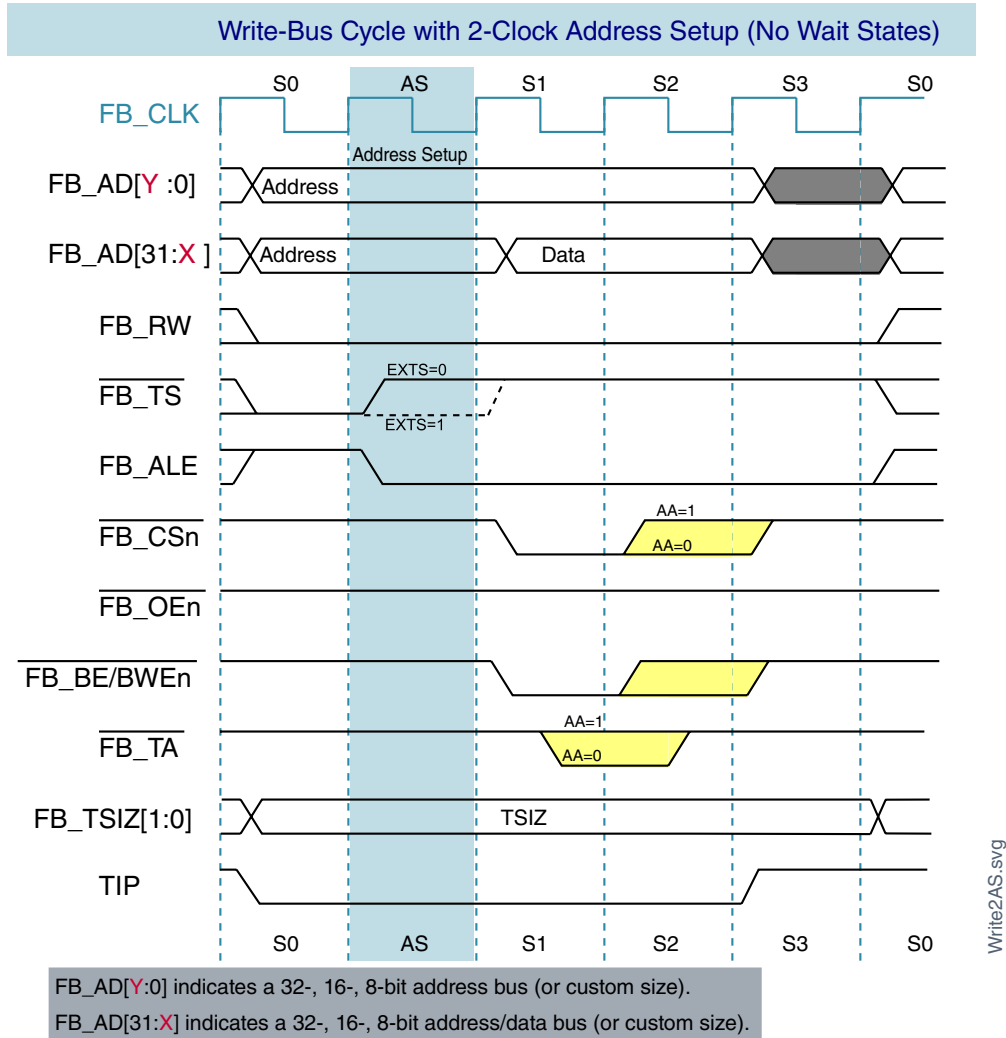 Write-Bus Cycle with 2-Clock Address Setup (No Wait States)
S0 AS S1 S2 S3 S0
FB_CLK
Address Setup
FB_AD[Y :0] Address
FB_AD[31:X ] Address Data
FB_RW
FB_TS EXTS=0
EXTS=1
FB_ALE
FB_CSn AA=1
AA=0
FB_OEn
FB_BE/BWEn
FB_TA AA=1
AA=0
FB_TSIZ[1:0] TSIZ
TIP
S0 AS S1 S2 S3 S0
FB_AD[Y:0] indicates a 32-, 16-, 8-bit address bus (or custom size).
FB_AD[31:X] indicates a 32-, 16-, 8-bit address/data bus (or custom size).
Write2AS.svg